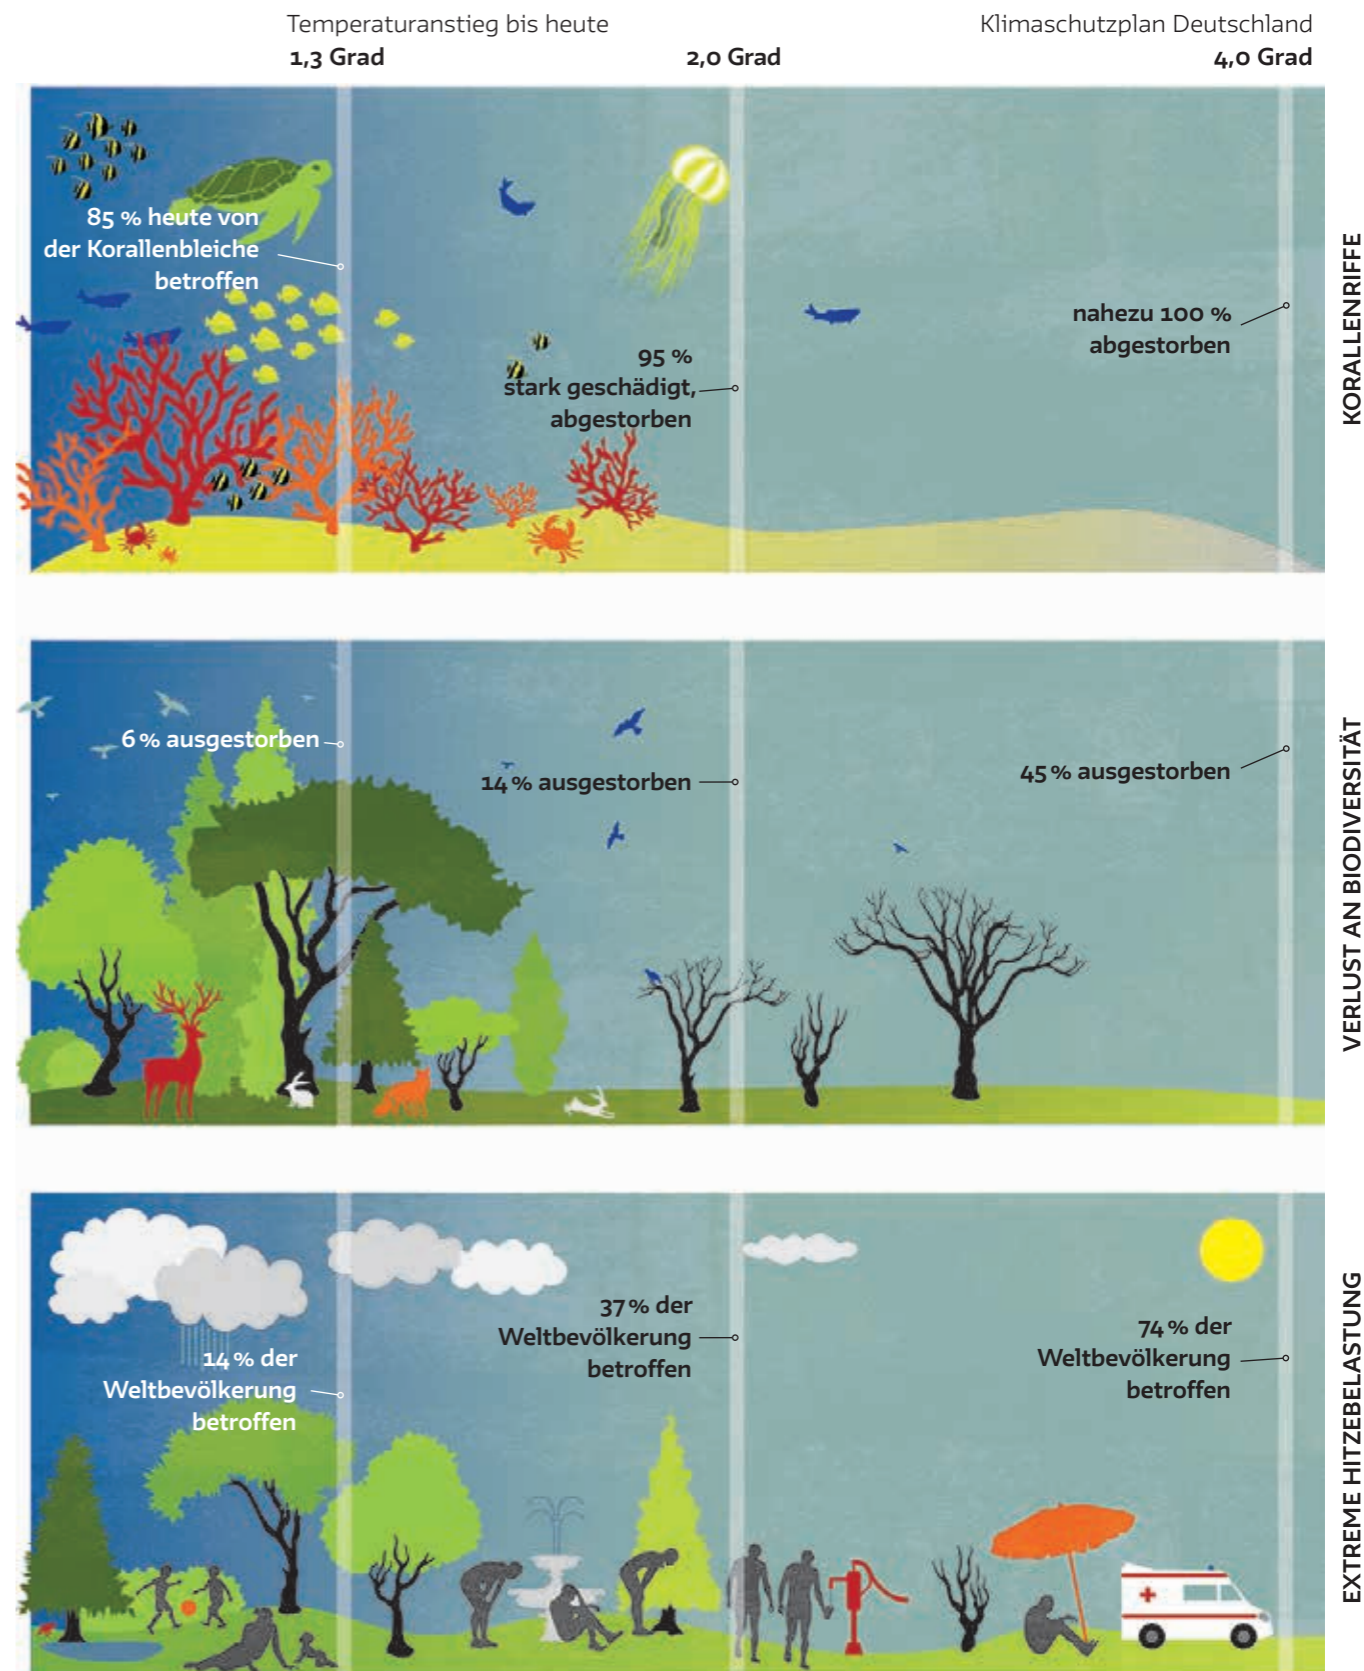 Temperaturanstieg bis heute
1,3 Grad
2,0 Grad
Klimaschutzplan Deutschland
4,0 Grad
85 % heute von
der Korallenbleiche
betroffen
95 %
stark geschädigt,
abgestorben
nahezu 100 %
abgestorben
KORALLENRIFFE
6 % ausgestorben
14 % ausgestorben
45 % ausgestorben
VERLUST AN BIODIVERSITÄT
14 % der
Weltbevölkerung
betroffen
37 % der
Weltbevölkerung
betroffen
74 % der
Weltbevölkerung
betroffen
EXTREME HITZEBELASTUNG